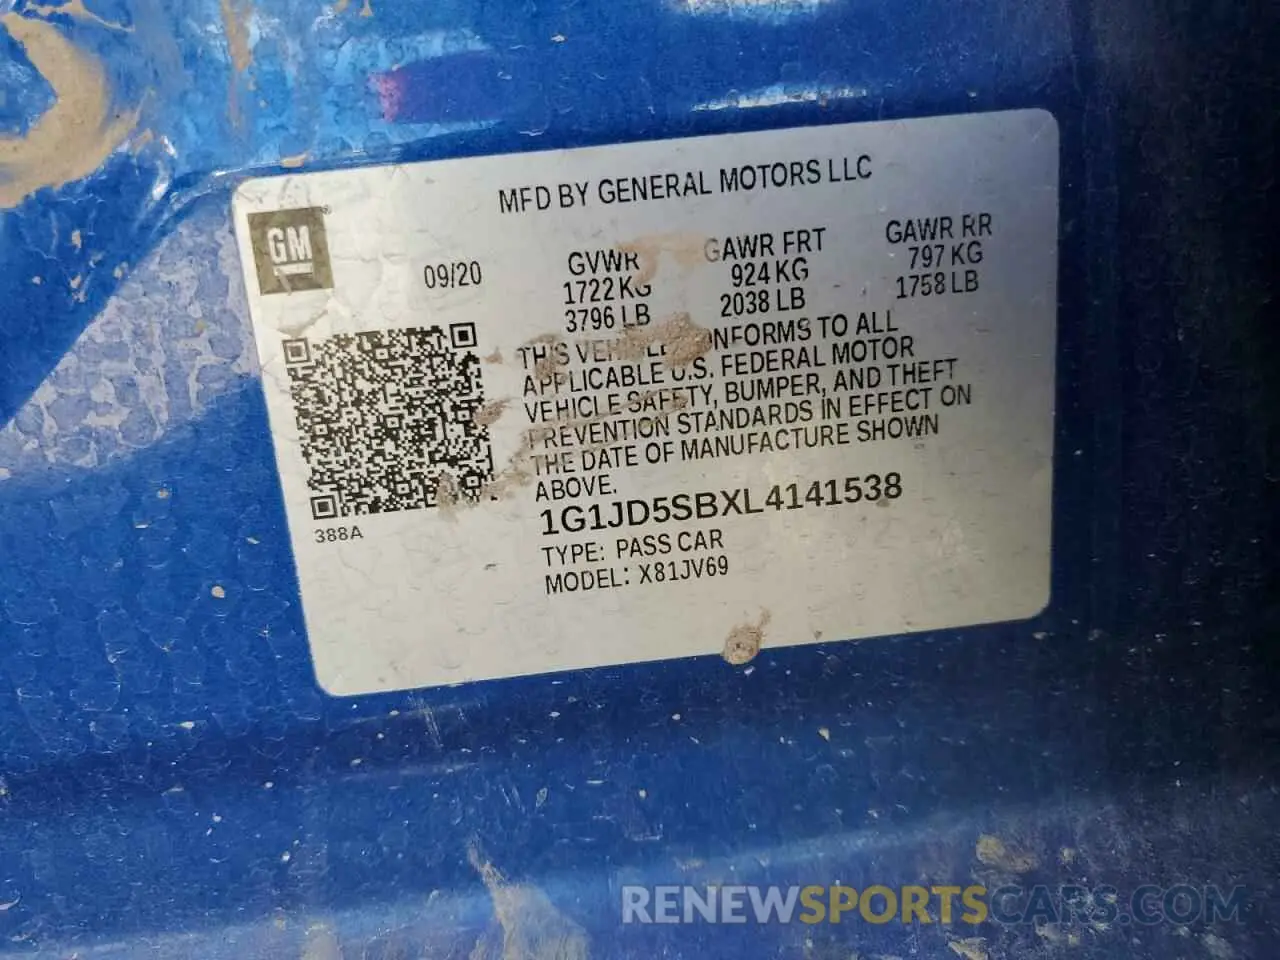 MFD BY GENERAL MOTORS LLC
GM
®
09/20
GVWR GAWR FRT GAWR RR
1722 KG 924 KG 797 KG
3796 LB 2038 LB 1758 LB
THIS VEHICLE CONFORMS TO ALL
APPLICABLE U.S. FEDERAL MOTOR
VEHICLE SAFETY, BUMPER, AND THEFT
PREVENTION STANDARDS IN EFFECT ON
THE DATE OF MANUFACTURE SHOWN
ABOVE.
388A
1G1JD5SBXL4141538
TYPE: PASS CAR
MODEL: X81JV69
RENEWSPORTSCARS.COM